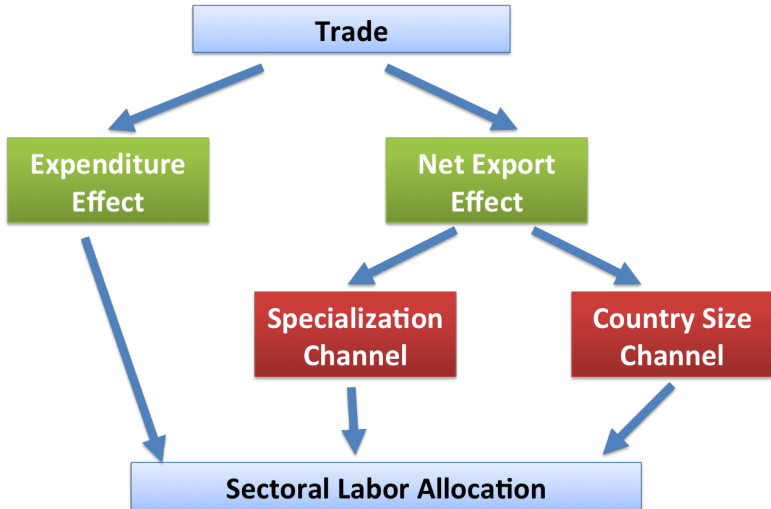 Trade
Expenditure
Effect
Net Export
Effect
Specialization
Channel
Country Size
Channel
Sectoral Labor Allocation